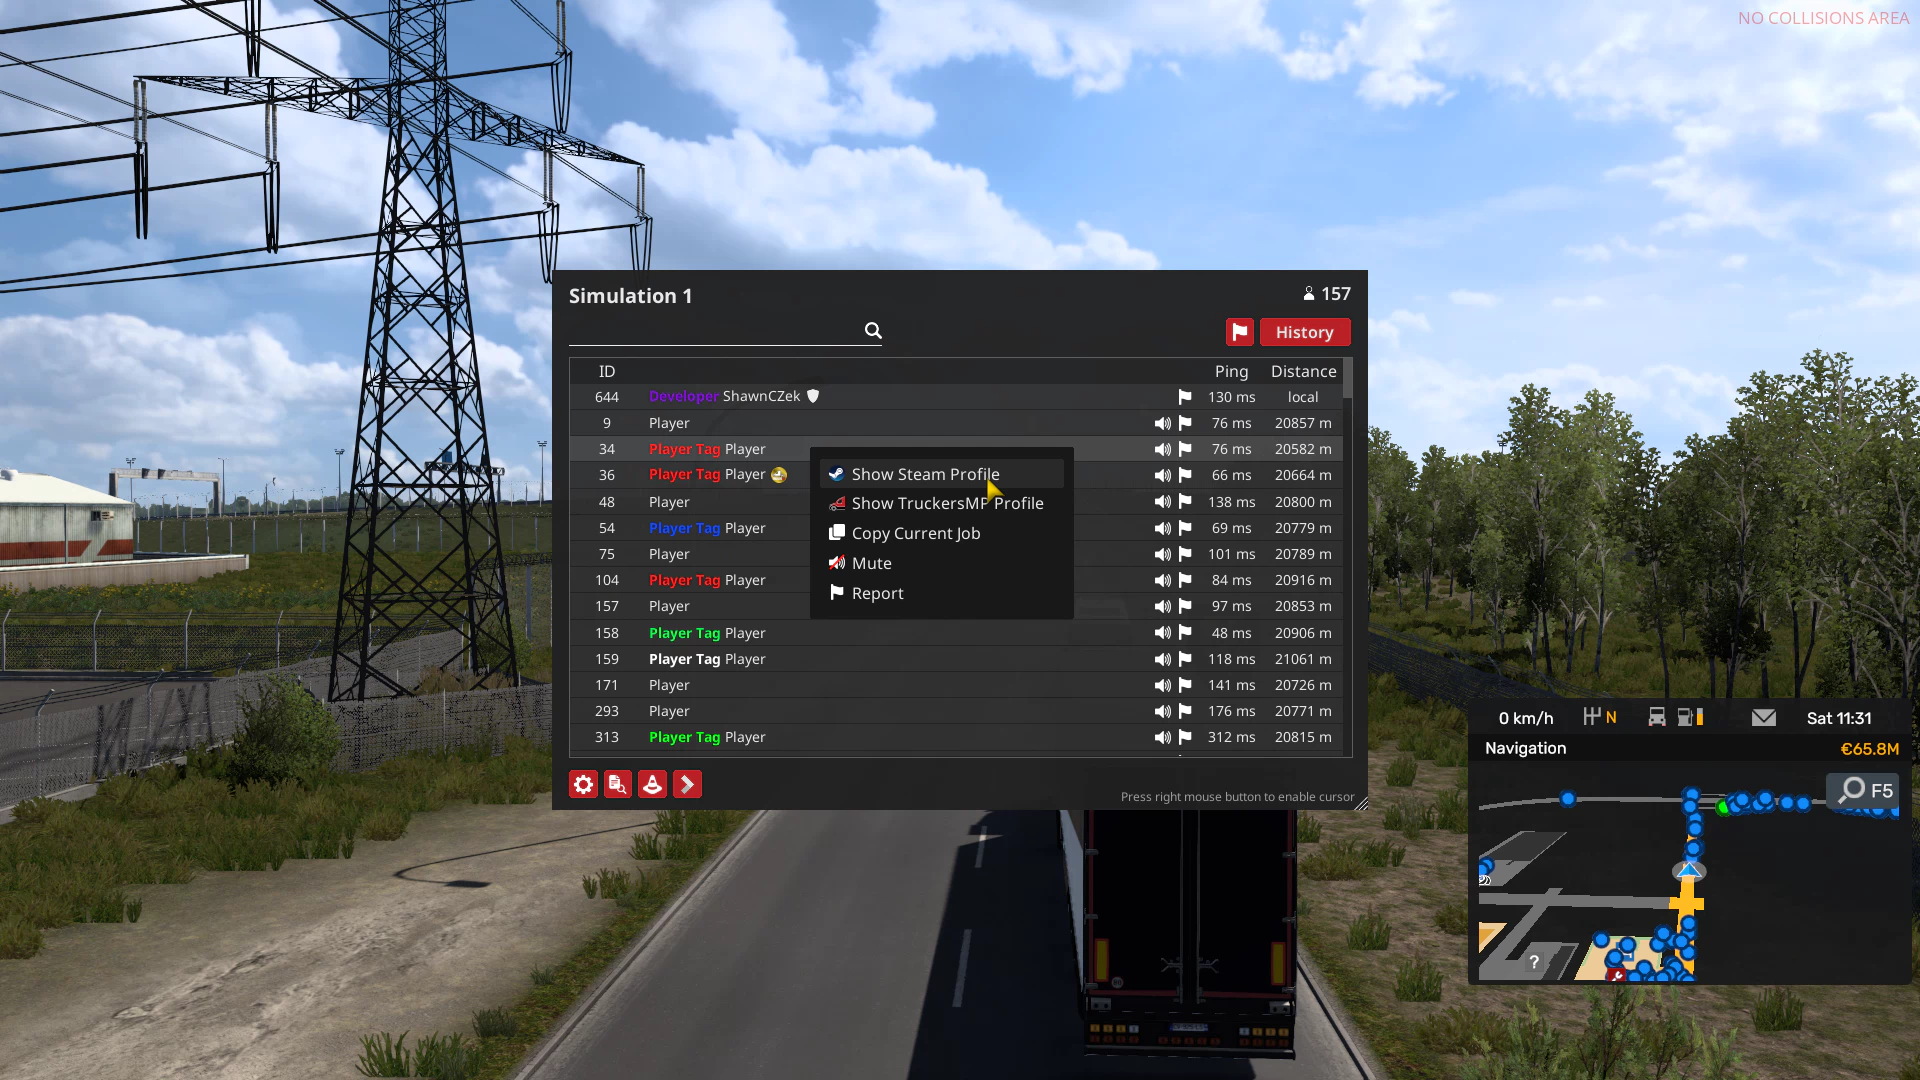 NO COLLISIONS AREA
Simulation 1
157
History
ID Ping Distance
644 Developer ShawnCZek 130 ms local
9 Player 76 ms 20857 m
34 Player Tag Player 76 ms 20582 m
36 Player Tag Player 66 ms 20664 m
48 Player 138 ms 20800 m
54 Player Tag Player 69 ms 20779 m
75 Player 101 ms 20789 m
104 Player Tag Player 84 ms 20916 m
157 Player 97 ms 20853 m
158 Player Tag Player 48 ms 20906 m
159 Player Tag Player 118 ms 21061 m
171 Player 141 ms 20726 m
293 Player 176 ms 20771 m
313 Player Tag Player 312 ms 20815 m
Show Steam Profile
Show TruckersMP Profile
Copy Current Job
Mute
Report
Press right mouse button to enable cursor
0 km/h N Sat 11:31
Navigation €65.8M
F5
?